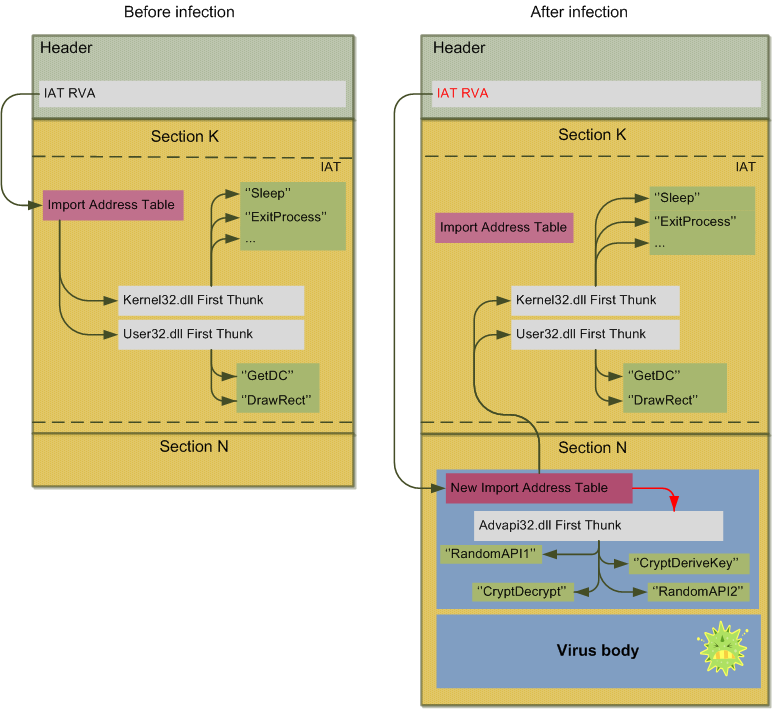 Before infection
Header
IAT RVA
Section K
IAT
Import Address Table
"Sleep"
"ExitProcess"
...
Kernel32.dll First Thunk
User32.dll First Thunk
"GetDC"
"DrawRect"
Section N
After infection
Header
IAT RVA
Section K
IAT
Import Address Table
"Sleep"
"ExitProcess"
...
Kernel32.dll First Thunk
User32.dll First Thunk
"GetDC"
"DrawRect"
Section N
New Import Address Table
Advapi32.dll First Thunk
"RandomAPI1"
"CryptDeriveKey"
"CryptDecrypt"
"RandomAPI2"
Virus body